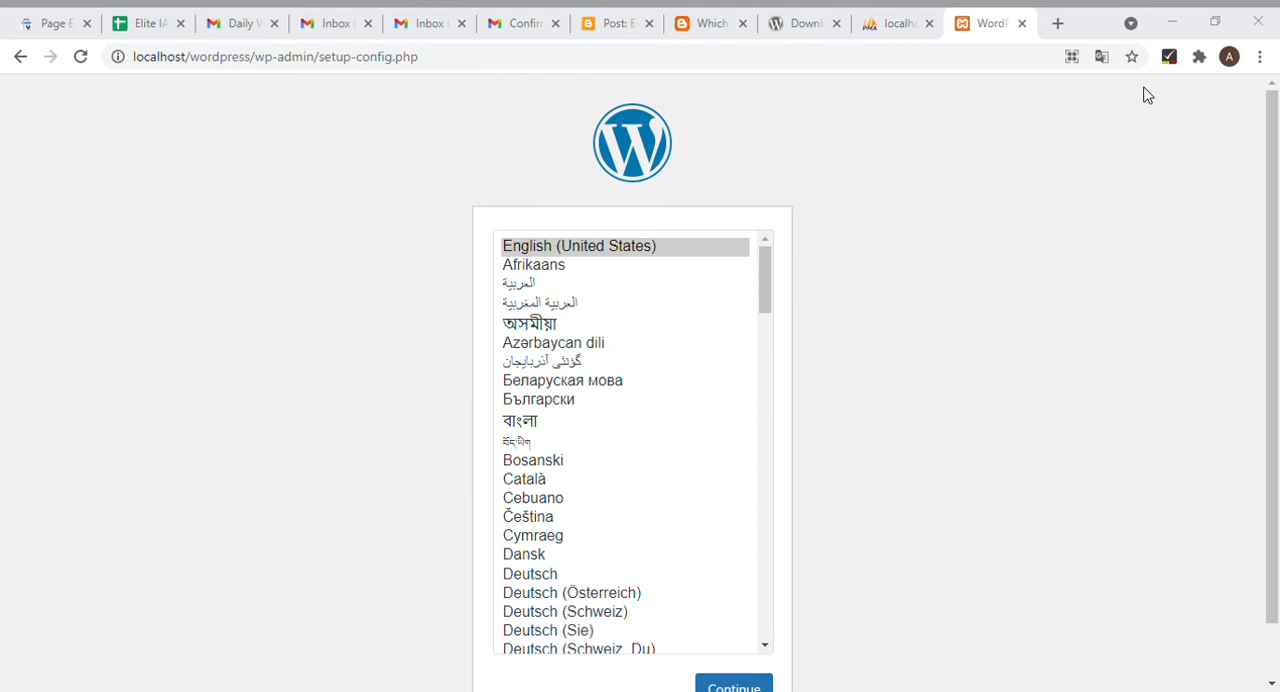 Page E
Elite IA
Daily V
Inbox (
Inbox (
Confirm
Post: E
Which
Downl
localh
WordP
localhost/wordpress/wp-admin/setup-config.php
A
English (United States)
Afrikaans
العربية
العربية المغربية
অসমীয়া
Azərbaycan dili
گؤنئی آذربایجان
Беларуская мова
Български
বাংলা
བོད་ཡིག
Bosanski
Català
Cebuano
Čeština
Cymraeg
Dansk
Deutsch
Deutsch (Österreich)
Deutsch (Schweiz)
Deutsch (Sie)
Deutsch (Schweiz, Du)
Continue